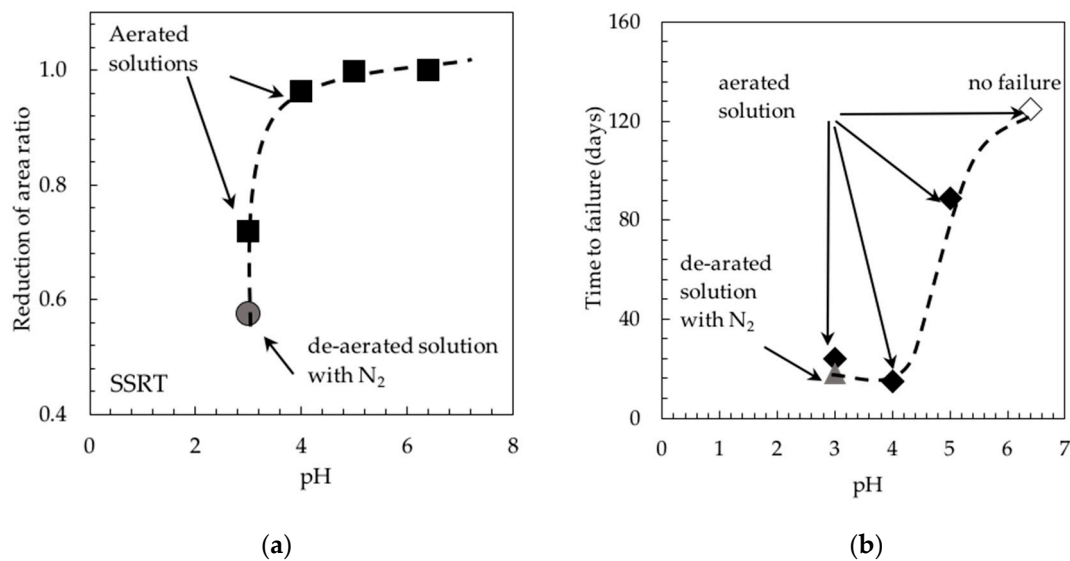 Aerated
solutions
1.0
0.8
0.6
0.4
Reduction of area ratio
de-aerated solution
with N2
SSRT
0 2 4 6 8
pH
(a)
160
120
80
40
0
Time to failure (days)
no failure
aerated
solution
de-arated
solution
with N2
0 1 2 3 4 5 6 7
pH
(b)